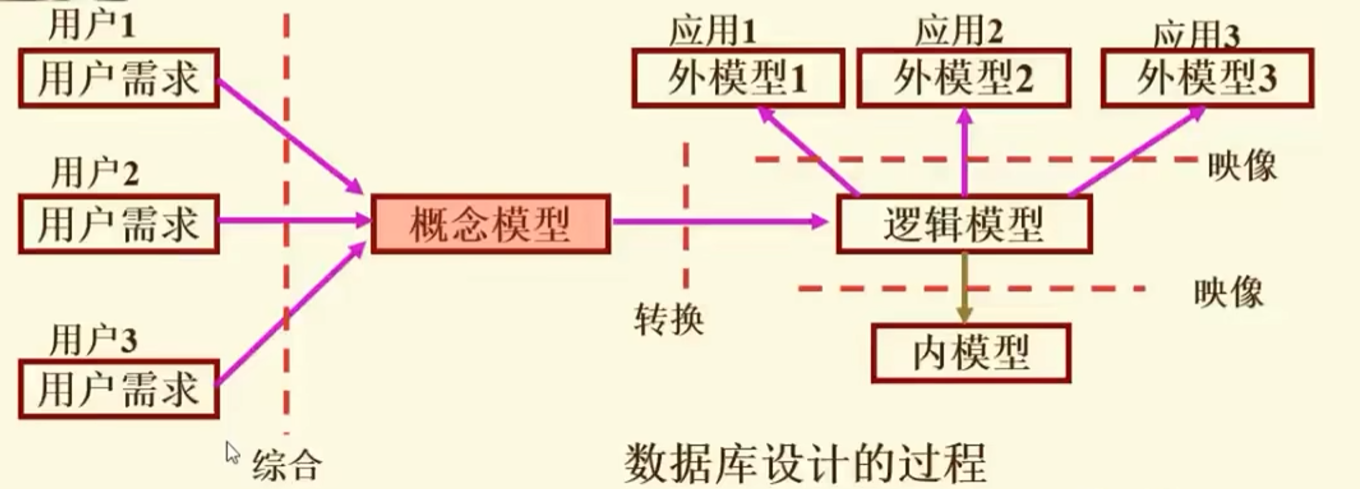 用户1
用户需求
用户2
用户需求
用户3
用户需求
综合
概念模型
转换
应用1
外模型1
应用2
外模型2
应用3
外模型3
映像
逻辑模型
映像
内模型
数据库设计的过程